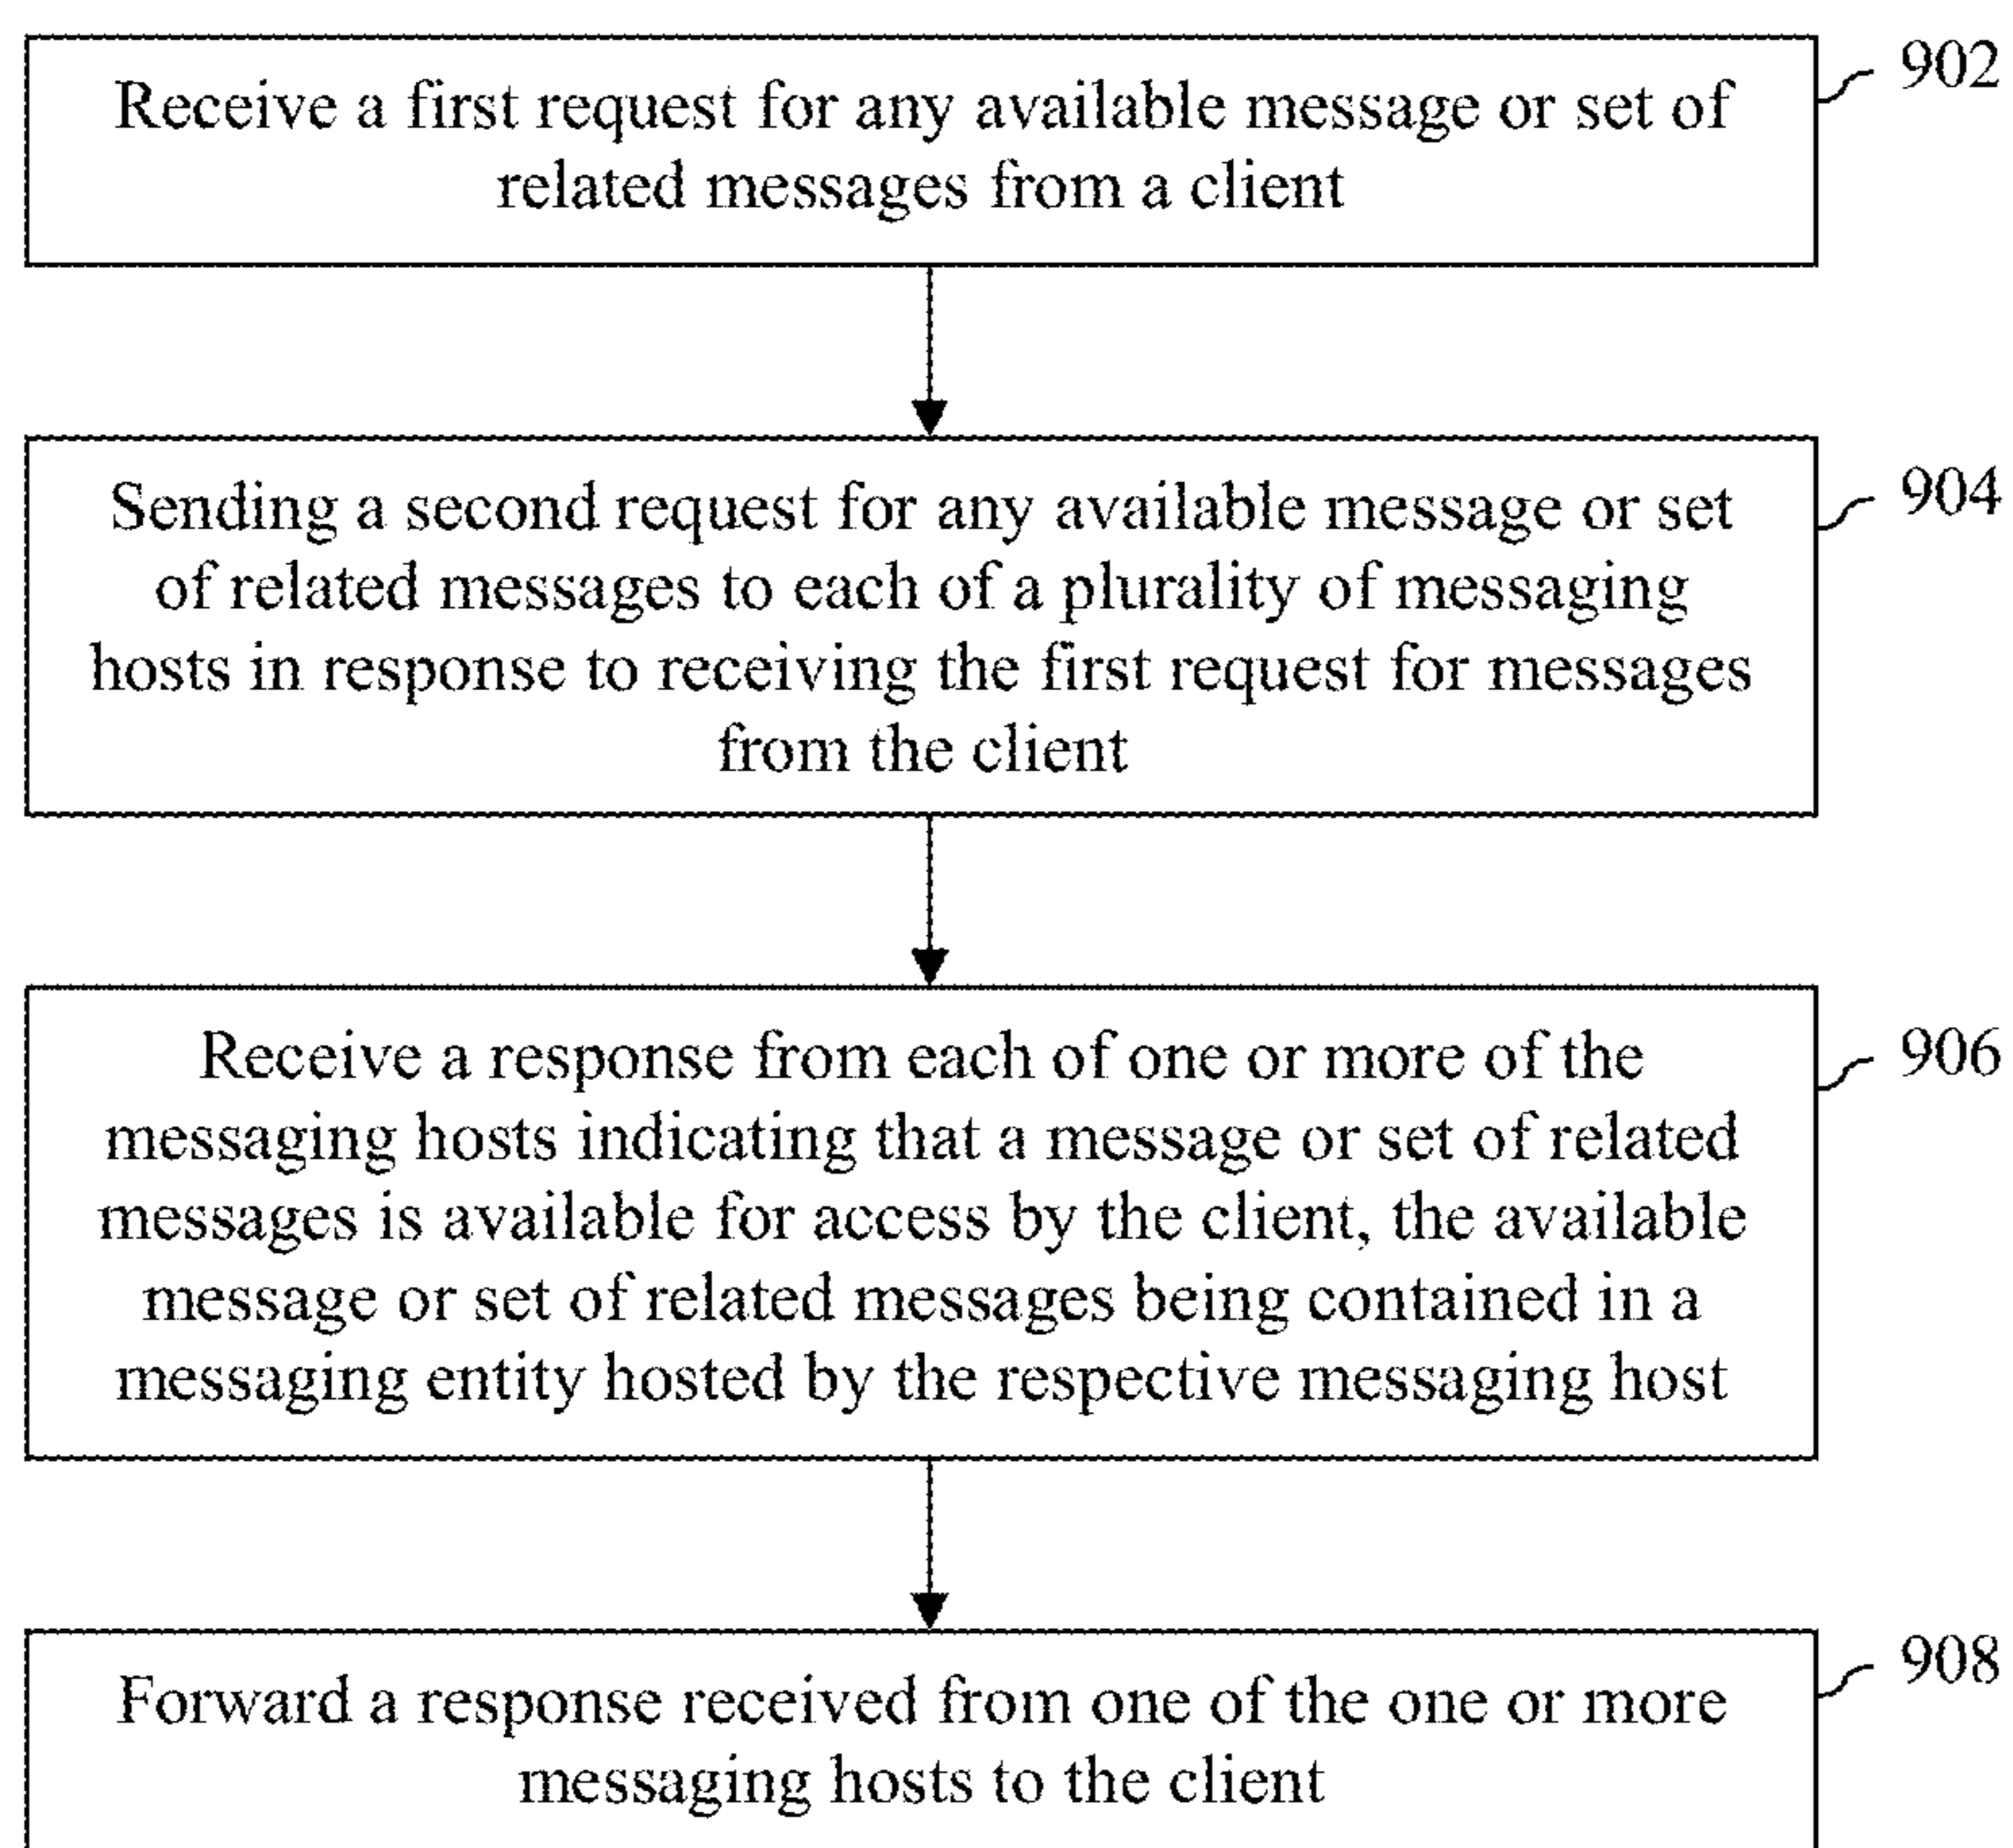 Receive a first request for any available message or set of
related messages from a client
902
Sending a second request for any available message or set
of related messages to each of a plurality of messaging
hosts in response to receiving the first request for messages
from the client
904
Receive a response from each of one or more of the
messaging hosts indicating that a message or set of related
messages is available for access by the client, the available
message or set of related messages being contained in a
messaging entity hosted by the respective messaging host
906
Forward a response received from one of the one or more
messaging hosts to the client
908